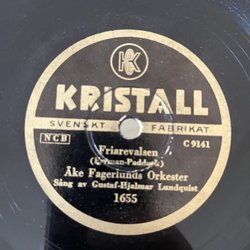 K
KRISTALL
SVENSKT FABRIKAT
NCB C 9141
Friarevalsen
Åke Fagerlunds Orkester
Sång av Gustaf-Hjalmar Lundquist
1655